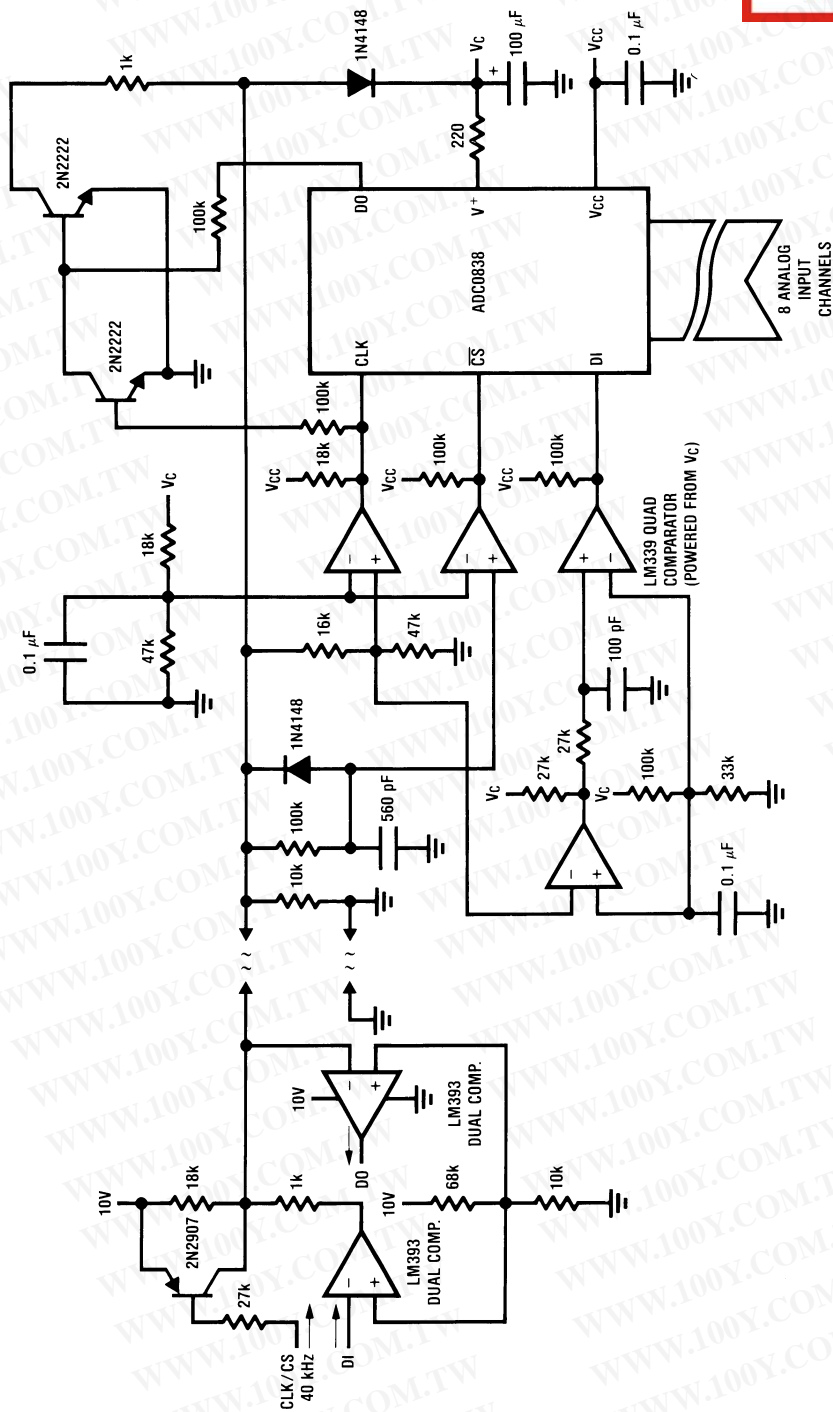 1k
2N2222
2N2222
1N4148
VC
100 μF
+
VCC
0.1 μF
100k
220
DO
V+
VCC
ADC0838
CLK
CS
DI
8 ANALOG
INPUT
CHANNELS
100k
VCC
18k
VCC
100k
VCC
100k
LM339 QUAD
COMPARATOR
(POWERED FROM VC)
VC
18k
0.1 μF
47k
16k
47k
−
+
−
+
+
−
1N4148
100k
560 pF
10k
100 pF
27k
VC
27k
VC
100k
33k
−
+
0.1 μF
~ ~
~ ~
10V
18k
2N2907
27k
CLK/CS
40 kHz
DI
1k
−
+
LM393
DUAL COMP.
10V
−
+
DO
LM393
DUAL COMP.
10V
68k
10k
WWW.100Y.COM.TW